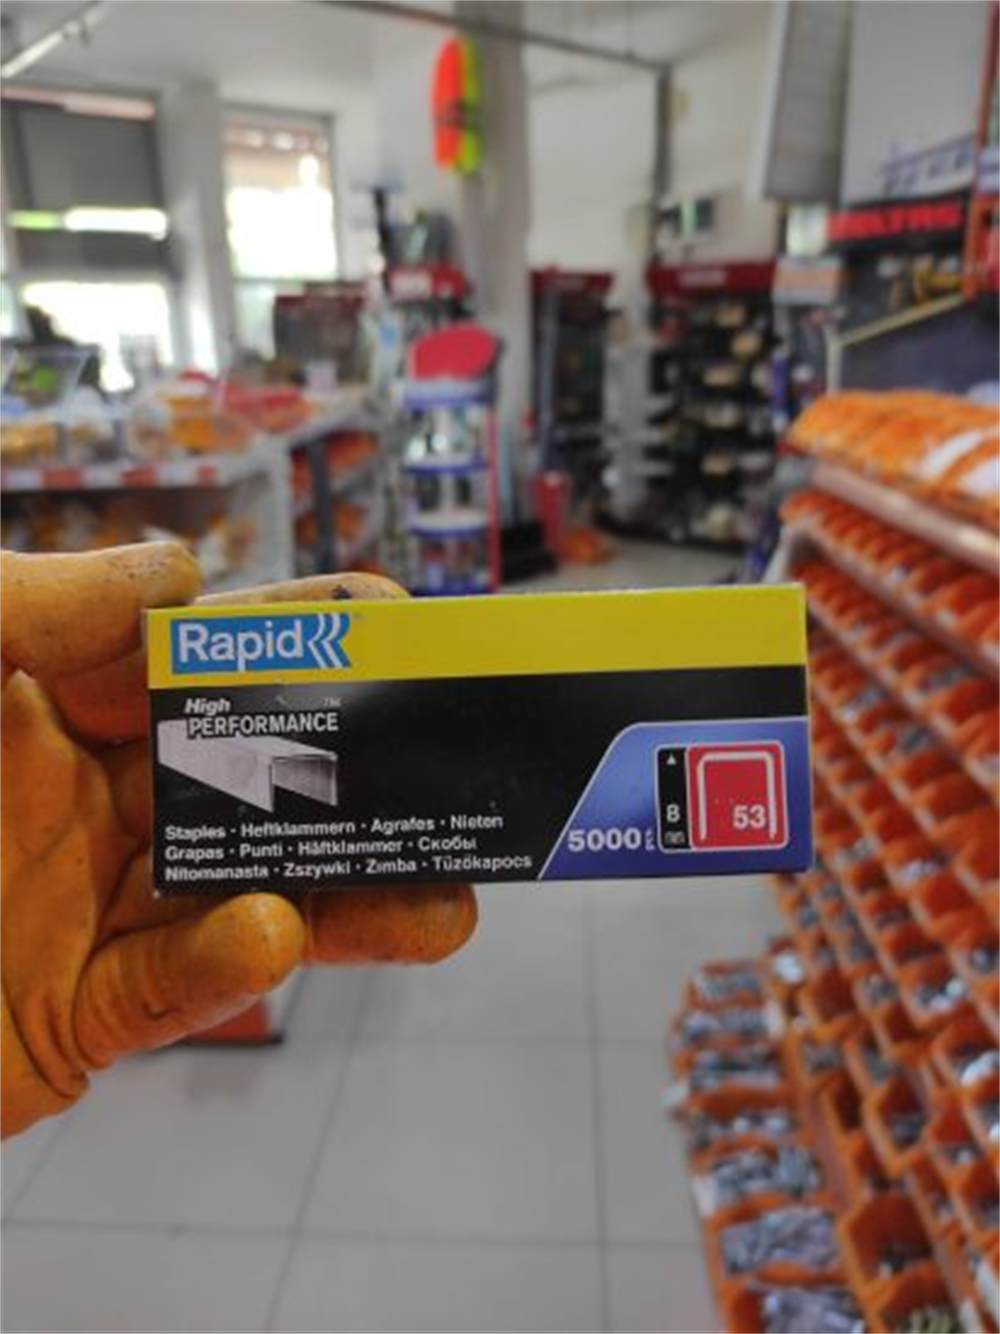 Rapid
High TM
PERFORMANCE
Staples · Heftklammern · Agrafes · Nieten
Grapas · Punti · Häftklammer · Скобы
Nitomanasta · Zszywki · Zımba · Tűzőkapocs
5000 pc
8
mm
53